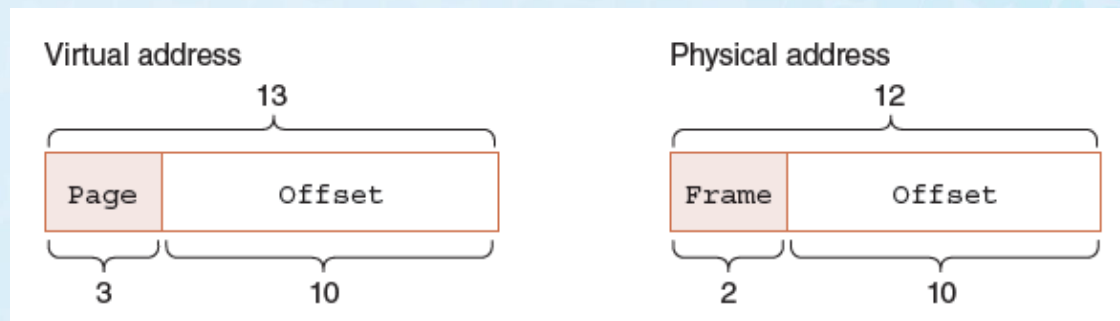 Virtual address
13
Page Offset
3 10
Physical address
12
Frame Offset
2 10